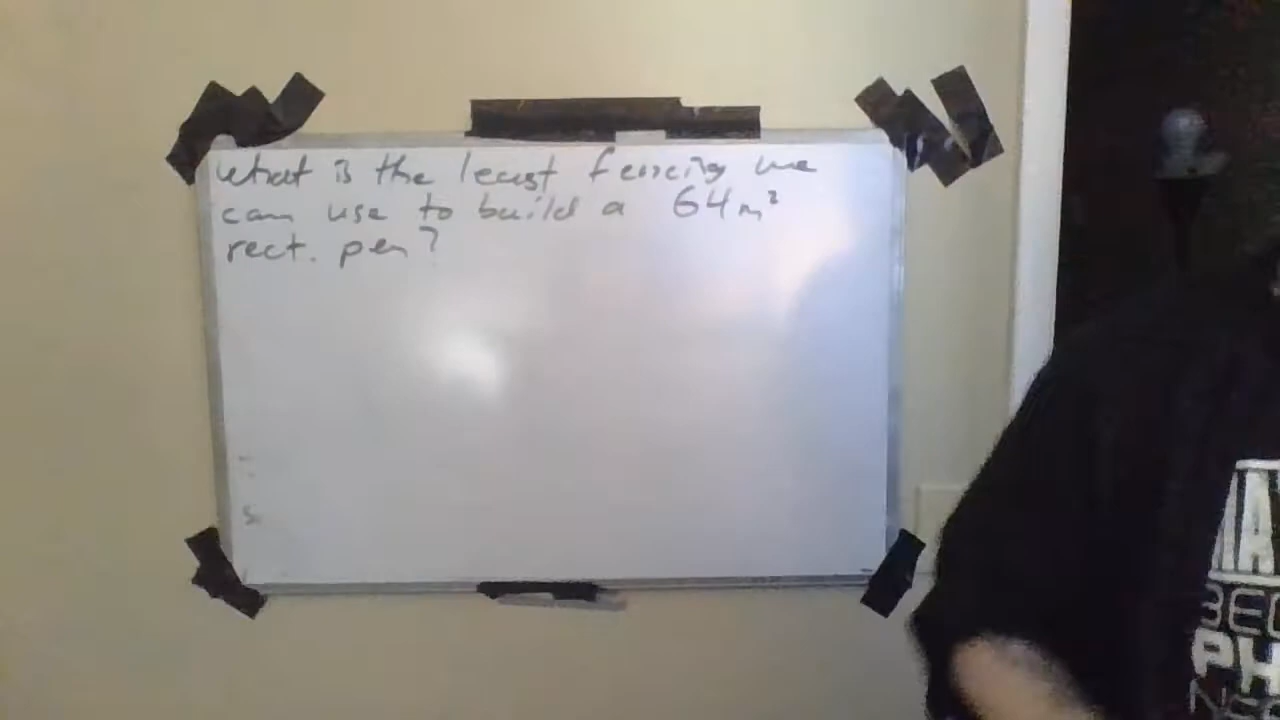 What is the least fencing we
can use to build a 64m²
rect. pen?